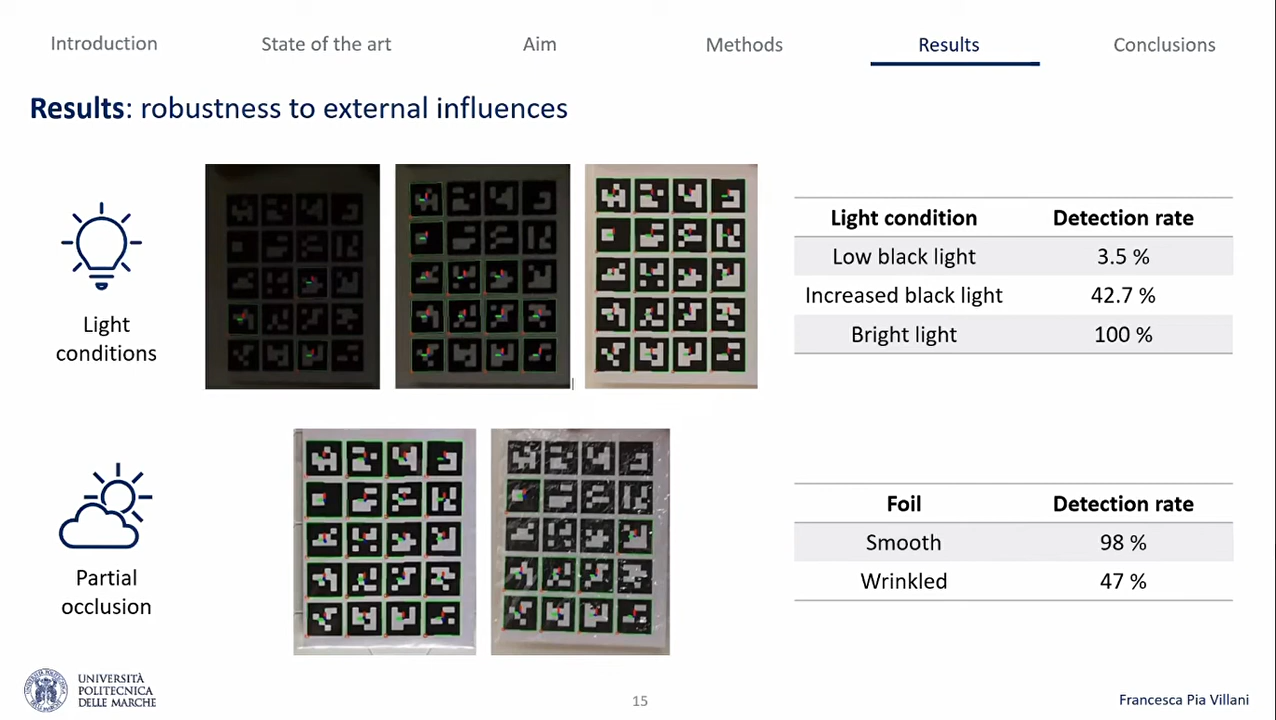 Introduction
State of the art
Aim
Methods
Results
Conclusions
Results: robustness to external influences
Light
conditions
Light condition Detection rate
Low black light 3.5 %
Increased black light 42.7 %
Bright light 100 %
Partial
occlusion
Foil Detection rate
Smooth 98 %
Wrinkled 47 %
UNIVERSITÀ
POLITECNICA
DELLE MARCHE
15
Francesca Pia Villani